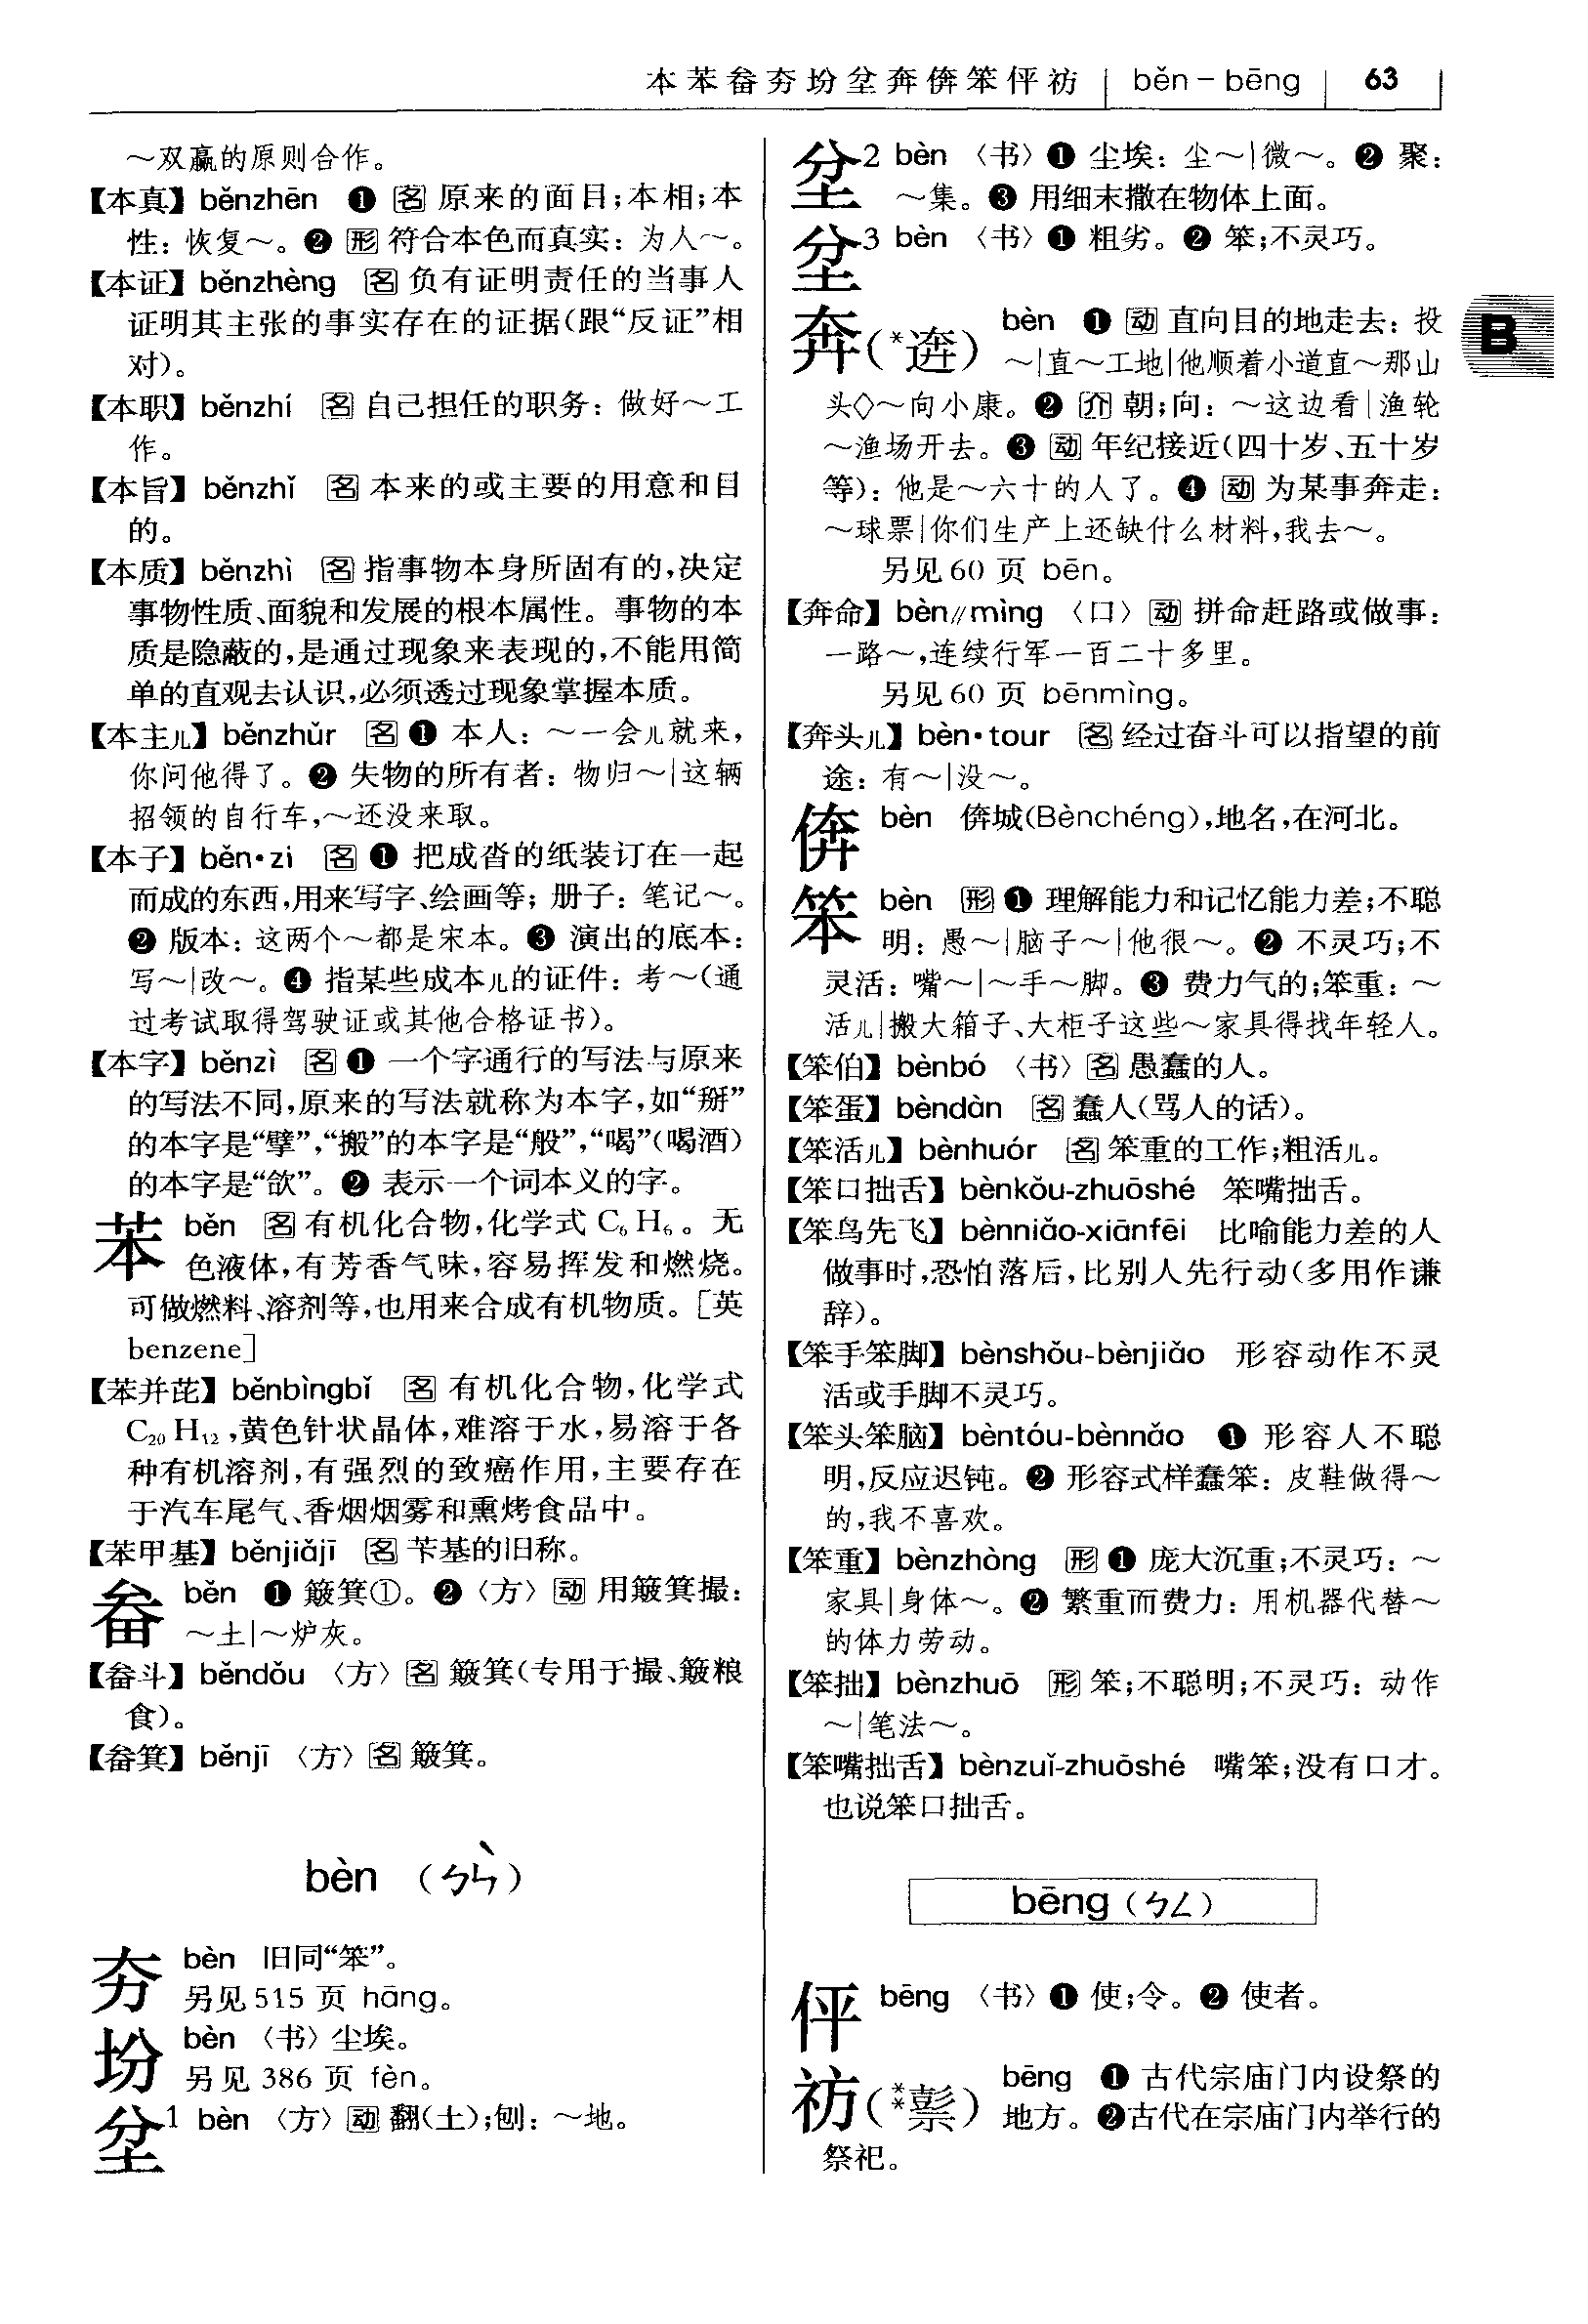 本苯畚夯坋坌奔倴笨伻祊 běn－bēng 63
～双赢的原则合作。
【本真】běnzhēn ❶ 名 原来的面目；本相；本
性：恢复～。❷ 形 符合本色而真实：为人～。
【本证】běnzhèng 名 负有证明责任的当事人
证明其主张的事实存在的证据（跟“反证”相
对）。
【本职】běnzhí 名 自己担任的职务：做好～工
作。
【本旨】běnzhǐ 名 本来的或主要的用意和目
的。
【本质】běnzhì 名 指事物本身所固有的，决定
事物性质、面貌和发展的根本属性。事物的本
质是隐蔽的，是通过现象来表现的，不能用简
单的直观去认识，必须透过现象掌握本质。
【本主儿】běnzhǔr 名 ❶ 本人：～一会儿就来，
你问他得了。❷ 失物的所有者：物归～|这辆
招领的自行车，～还没来取。
【本子】běn·zi 名 ❶ 把成沓的纸装订在一起
而成的东西，用来写字、绘画等；册子：笔记～。
❷ 版本：这两个～都是宋本。❸ 演出的底本：
写～|改～。❹ 指某些成本儿的证件：考～（通
过考试取得驾驶证或其他合格证书）。
【本字】běnzì 名 ❶ 一个字通行的写法与原来
的写法不同，原来的写法就称为本字，如“掰”
的本字是“擘”，“搬”的本字是“般”，“喝”（喝酒）
的本字是“欱”。❷ 表示一个词本义的字。
苯 běn 名 有机化合物，化学式 C₆H₆。无
色液体，有芳香气味，容易挥发和燃烧。
可做燃料、溶剂等，也用来合成有机物质。［英
benzene］
【苯并芘】běnbìngbǐ 名 有机化合物，化学式
C₂₀H₁₂，黄色针状晶体，难溶于水，易溶于各
种有机溶剂，有强烈的致癌作用，主要存在
于汽车尾气、香烟烟雾和熏烤食品中。
【苯甲基】běnjiǎjī 名 苄基的旧称。
畚 běn ❶ 簸箕①。❷〈方〉动 用簸箕撮：
～土|～炉灰。
【畚斗】běndǒu 〈方〉名 簸箕（专用于撮、簸粮
食）。
【畚箕】běnjī 〈方〉名 簸箕。
bèn （ㄅㄣˋ）
夯 bèn 旧同“笨”。
另见515 页 hāng。
坋 bèn 〈书〉尘埃。
另见 386 页 fèn。
坌1 bèn 〈方〉动 翻（土）；刨：～地。
坌2 bèn 〈书〉❶ 尘埃：尘～|微～。❷ 聚：
～集。❸ 用细末撒在物体上面。
坌3 bèn 〈书〉❶ 粗劣。❷ 笨；不灵巧。
奔（*逩） bèn ❶ 动 直向目的地走去：投
～|直～工地|他顺着小道直～那山
头◇～向小康。❷ 介 朝；向：～这边看|渔轮
～渔场开去。❸ 动 年纪接近（四十岁、五十岁
等）：他是～六十的人了。❹ 动 为某事奔走：
～球票|你们生产上还缺什么材料，我去～。
另见60 页 bēn。
【奔命】bèn//mìng 〈口〉动 拼命赶路或做事：
一路～，连续行军一百二十多里。
另见60 页 bēnmìng。
【奔头儿】bèn·tour 名 经过奋斗可以指望的前
途：有～|没～。
倴 bèn 倴城（Bènchéng），地名，在河北。
笨 bèn 形 ❶ 理解能力和记忆能力差；不聪
明：愚～|脑子～|他很～。❷ 不灵巧；不
灵活：嘴～|～手～脚。❸ 费力气的；笨重：～
活儿|搬大箱子、大柜子这些～家具得找年轻人。
【笨伯】bènbó 〈书〉名 愚蠢的人。
【笨蛋】bèndàn 名 蠢人（骂人的话）。
【笨活儿】bènhuór 名 笨重的工作；粗活儿。
【笨口拙舌】bènkǒu-zhuōshé 笨嘴拙舌。
【笨鸟先飞】bènniǎo-xiānfēi 比喻能力差的人
做事时，恐怕落后，比别人先行动（多用作谦
辞）。
【笨手笨脚】bènshǒu-bènjiǎo 形容动作不灵
活或手脚不灵巧。
【笨头笨脑】bèntóu-bènnǎo ❶ 形容人不聪
明，反应迟钝。❷ 形容式样蠢笨：皮鞋做得～
的，我不喜欢。
【笨重】bènzhòng 形 ❶ 庞大沉重；不灵巧：～
家具|身体～。❷ 繁重而费力：用机器代替～
的体力劳动。
【笨拙】bènzhuō 形 笨；不聪明；不灵巧：动作
～|笔法～。
【笨嘴拙舌】bènzuǐ-zhuōshé 嘴笨；没有口才。
也说笨口拙舌。
bēng（ㄅㄥ）
伻 bēng 〈书〉❶ 使；令。❷ 使者。
祊（**甏） bēng ❶ 古代宗庙门内设祭的
地方。❷古代在宗庙门内举行的
祭祀。
B